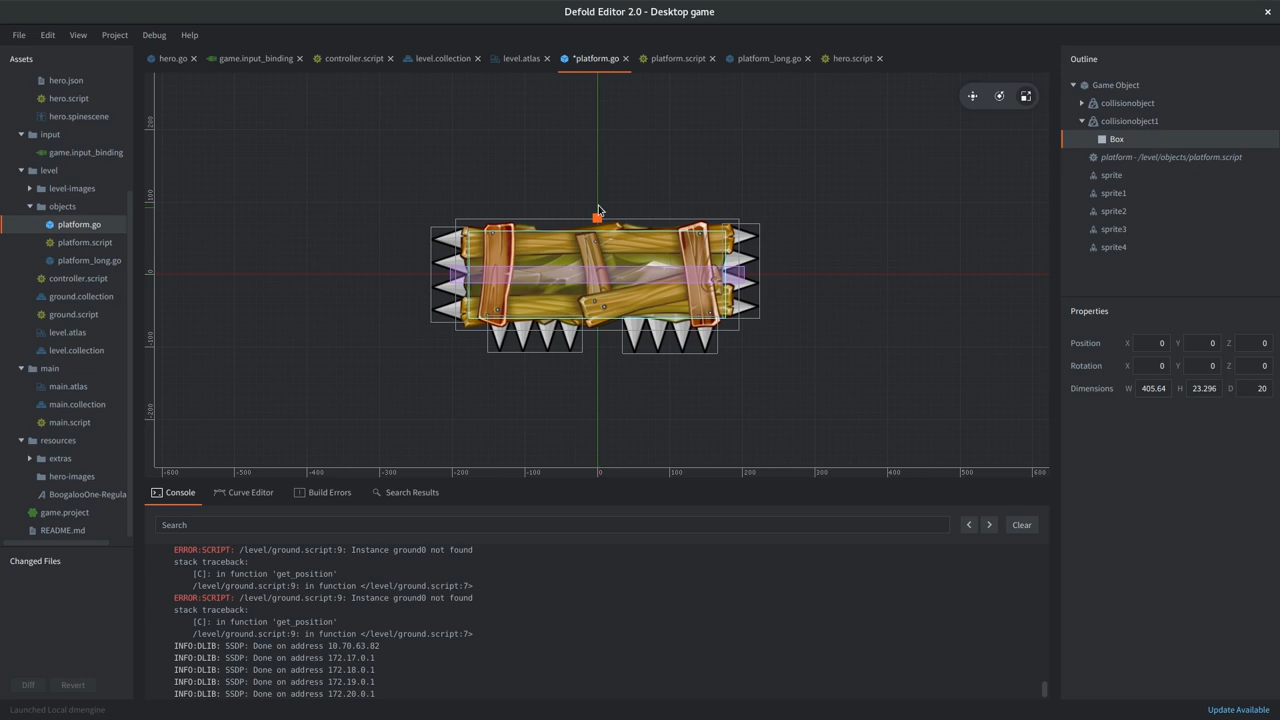 Defold Editor 2.0 - Desktop game
File Edit View Project Debug Help
Assets
hero.json
hero.script
hero.spinescene
input
game.input_binding
level
level-images
objects
platform.go
platform.script
platform_long.go
controller.script
ground.collection
ground.script
level.atlas
level.collection
main
main.atlas
main.collection
main.script
resources
extras
hero-images
BoogalooOne-Regula
game.project
README.md
Changed Files
Diff Revert
hero.go game.input_binding controller.script level.collection level.atlas *platform.go platform.script platform_long.go hero.script
200
100
0
-100
-200
-600 -500 -400 -300 -200 -100 0 100 200 300 400 500 600
Console Curve Editor Build Errors Search Results
Search Clear
ERROR:SCRIPT: /level/ground.script:9: Instance ground0 not found
stack traceback:
[C]: in function 'get_position'
/level/ground.script:9: in function </level/ground.script:7>
ERROR:SCRIPT: /level/ground.script:9: Instance ground0 not found
stack traceback:
[C]: in function 'get_position'
/level/ground.script:9: in function </level/ground.script:7>
INFO:DLIB: SSDP: Done on address 10.70.63.82
INFO:DLIB: SSDP: Done on address 172.17.0.1
INFO:DLIB: SSDP: Done on address 172.18.0.1
INFO:DLIB: SSDP: Done on address 172.19.0.1
INFO:DLIB: SSDP: Done on address 172.20.0.1
Outline
Game Object
collisionobject
collisionobject1
Box
platform - /level/objects/platform.script
sprite
sprite1
sprite2
sprite3
sprite4
Properties
Position X 0 Y 0 Z 0
Rotation X 0 Y 0 Z 0
Dimensions W 405.64 H 23.296 D 20
Launched Local dmengine
Update Available